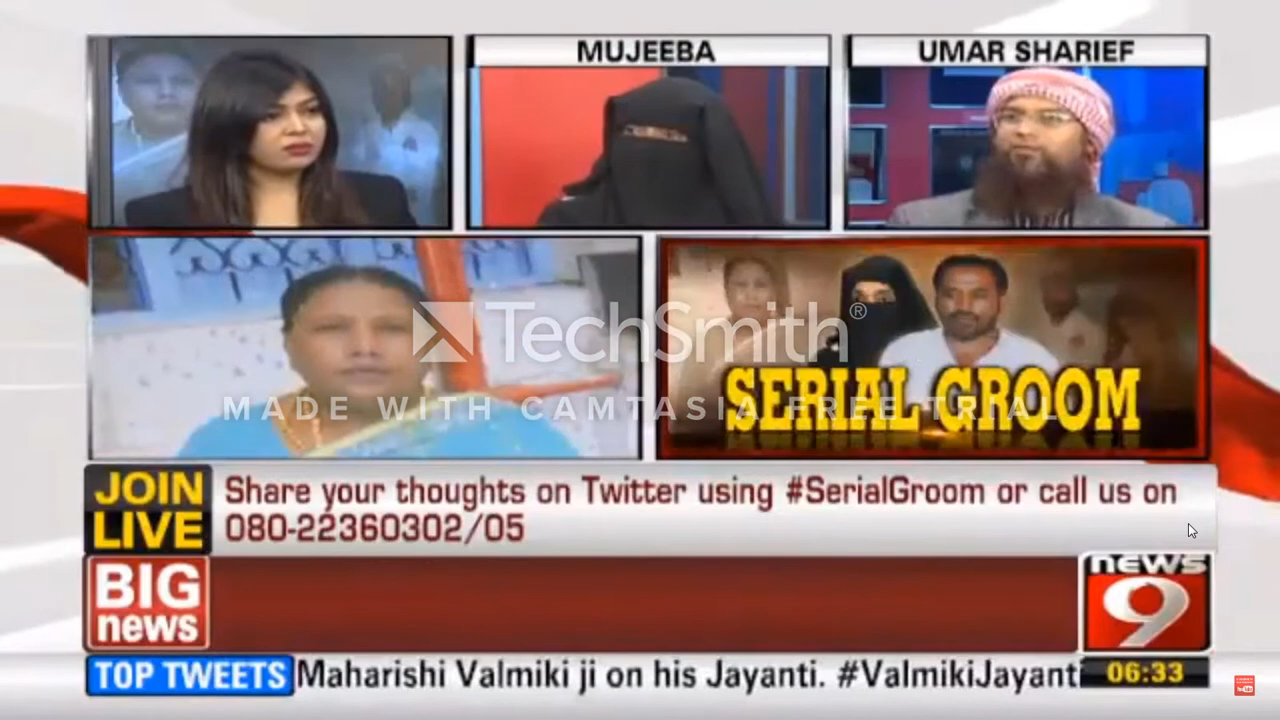 MUJEEBA
UMAR SHARIEF
TechSmith®
MADE WITH CAMTASIA FREE TRIAL
SERIAL GROOM
JOIN LIVE
Share your thoughts on Twitter using #SerialGroom or call us on
080-22360302/05
BIG
news
news
9
TOP TWEETS
Maharishi Valmiki ji on his Jayanti. #ValmikiJayant
06:33